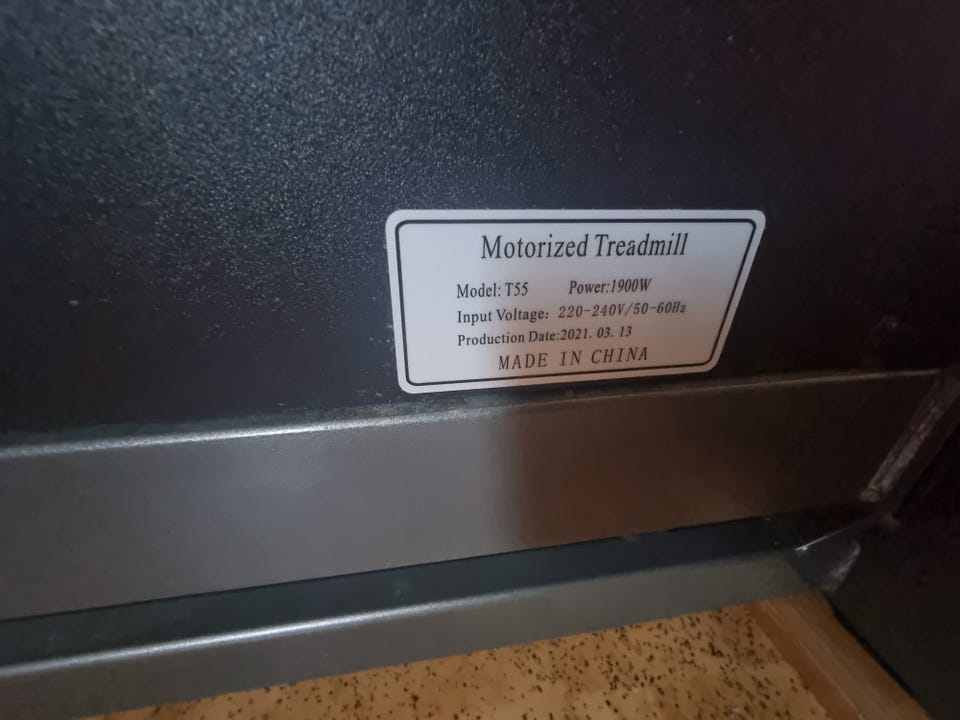 Motorized Treadmill
Model: T55 Power:1900W
Input Voltage: 220-240V/50-60Hz
Production Date:2021. 03. 13
MADE IN CHINA